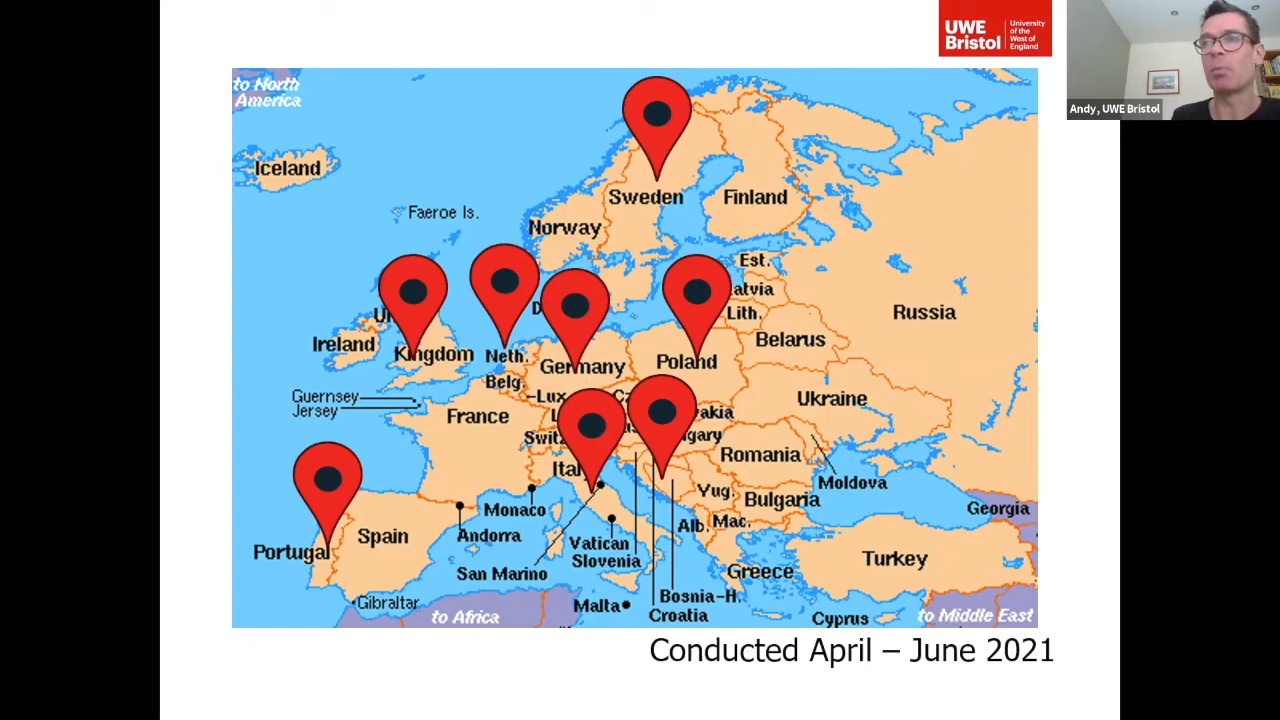 UWE
Bristol
University
of the
West of
England
Andy, UWE Bristol
to North
America
Iceland
Faeroe Is.
Sweden
Finland
Norway
Est.
atvia
Lith.
Russia
Ireland
Kingdom
Neth.
Germany
Poland
Belarus
Belg.
Lux
Guernsey
Jersey
France
akia
Ukraine
Switz
gary
Romania
Ital
Yug.
Moldova
Bulgaria
Georgia
Monaco
Portugal
Spain
Andorra
Alb.
Mac.
Vatican
Slovenia
San Marino
Greece
Turkey
Gibraltar
Malta
Bosnia-H.
Croatia
Cyprus
to Africa
to Middle East
Conducted April – June 2021